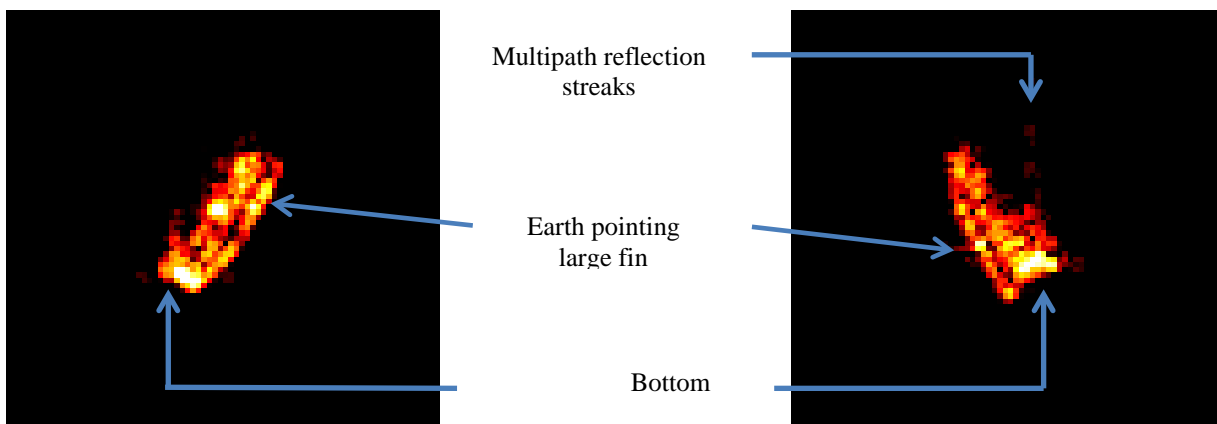 Multipath reflection
streaks
Earth pointing
large fin
Bottom